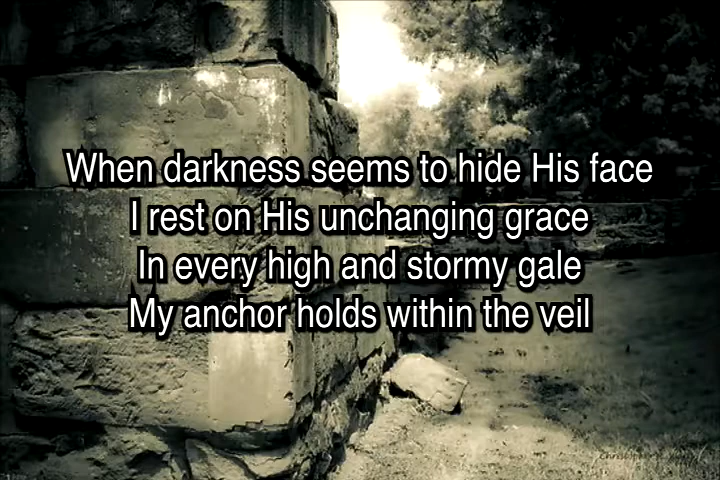 When darkness seems to hide His face
I rest on His unchanging grace
In every high and stormy gale
My anchor holds within the veil